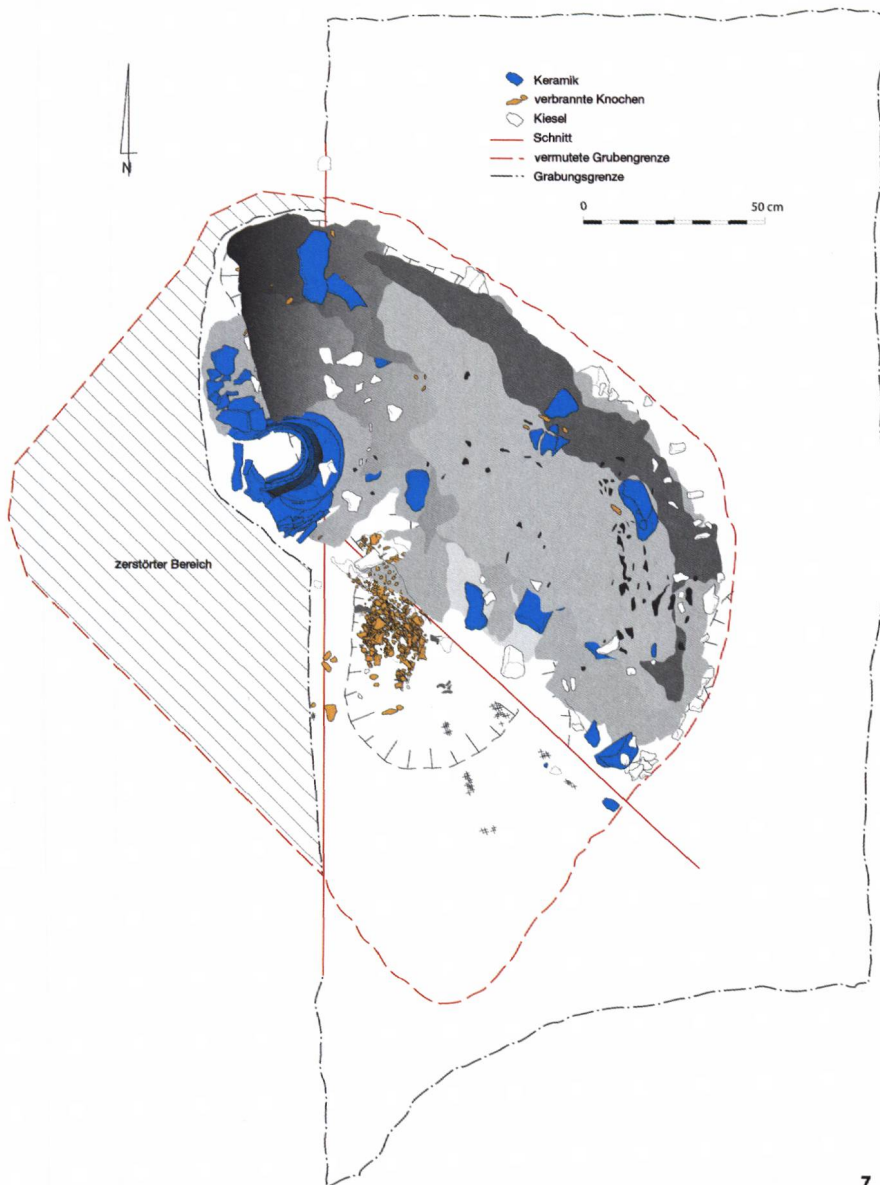 Keramik
verbrannte Knochen
Kiesel
Schnitt
vermutete Grubengrenze
Grabungsgrenze
0 50 cm
N
zerstörter Bereich
7